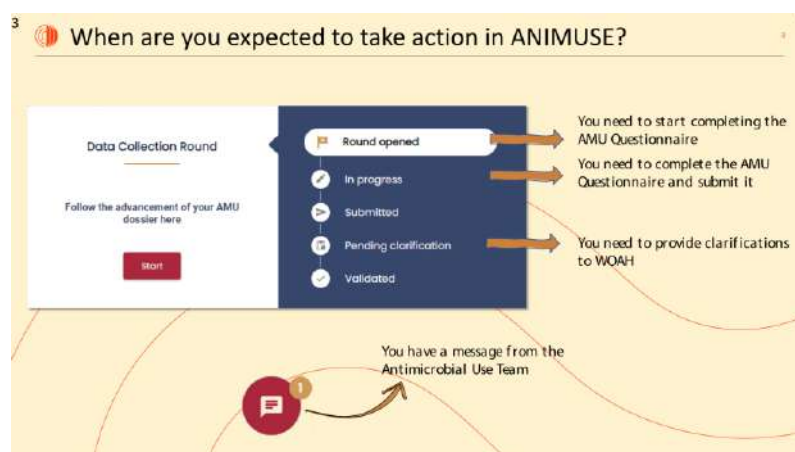 3
When are you expected to take action in ANIMUSE?
Data Collection Round
Follow the advancement of your AMU
dossier here
Start
Round opened
In progress
Submitted
Pending clarification
Validated
You need to start completing the
AMU Questionnaire
You need to complete the AMU
Questionnaire and submit it
You need to provide clarifications
to WOAH
You have a message from the
Antimicrobial Use Team
1